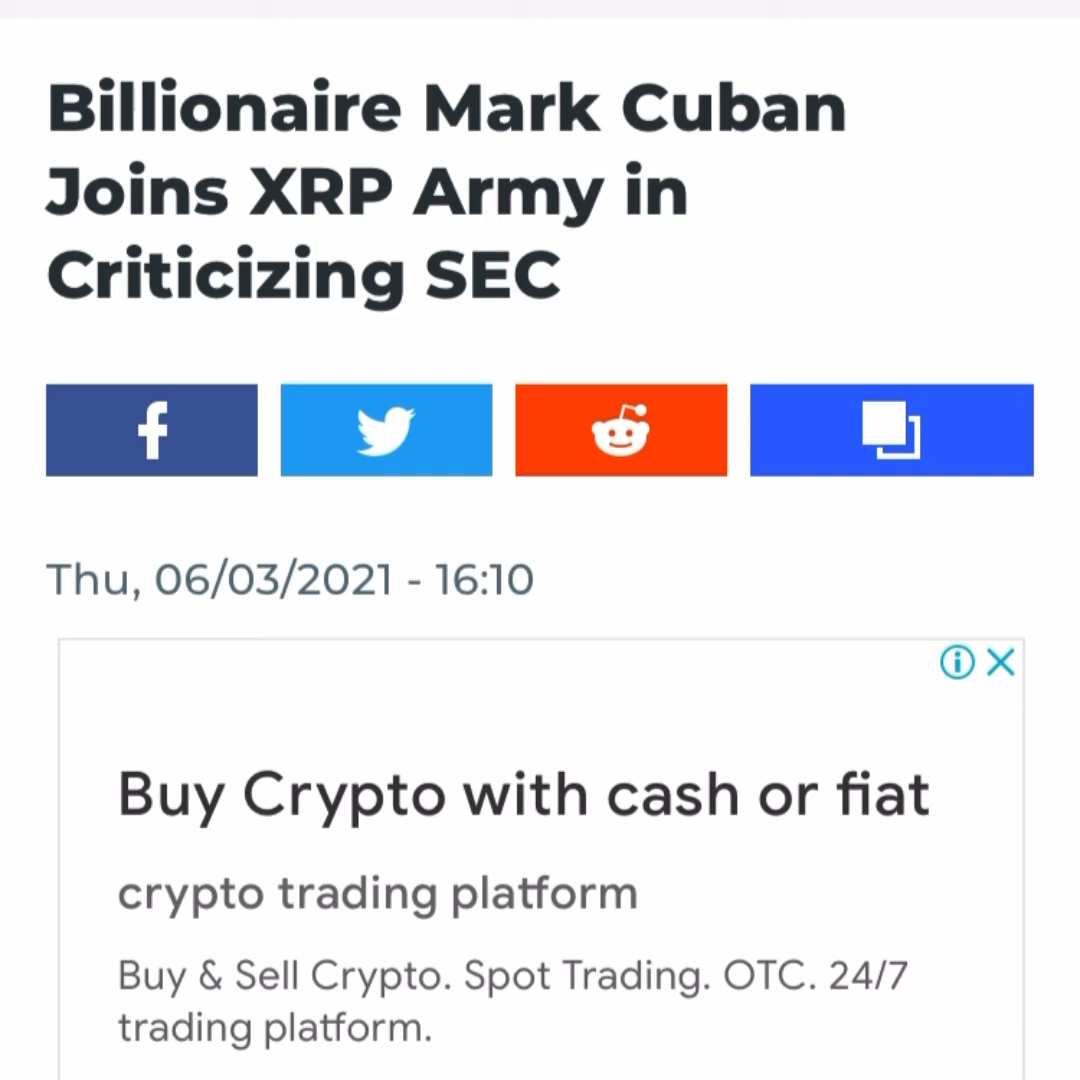 Billionaire Mark Cuban
Joins XRP Army in
Criticizing SEC
Thu, 06/03/2021 - 16:10
Buy Crypto with cash or fiat
crypto trading platform
Buy & Sell Crypto. Spot Trading. OTC. 24/7
trading platform.